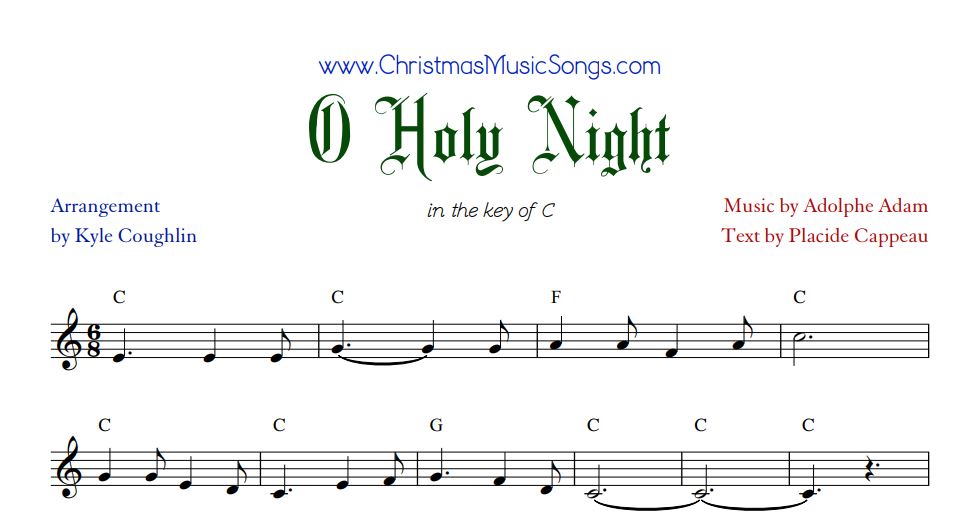 www.ChristmasMusicSongs.com
O Holy Night
Arrangement
by Kyle Coughlin
in the key of C
Music by Adolphe Adam
Text by Placide Cappeau
C C F C
6
8
C C G C C C